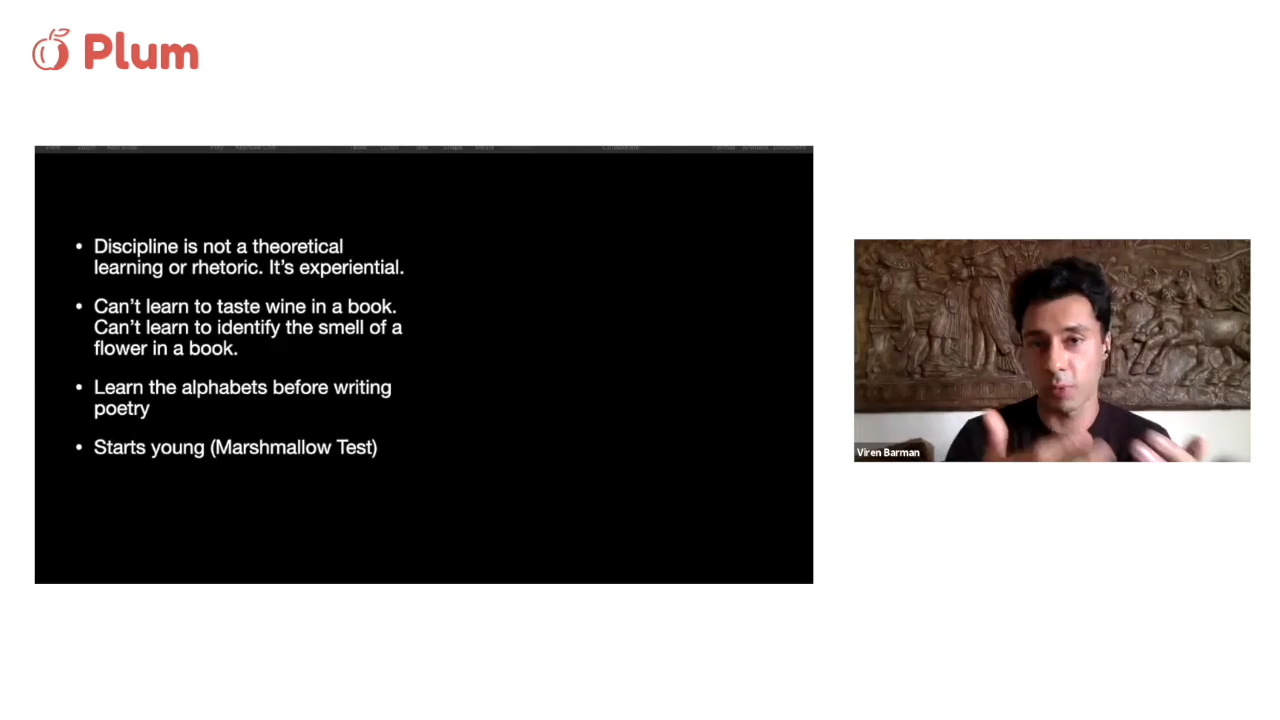 Plum
• Discipline is not a theoretical
learning or rhetoric. It's experiential.
• Can't learn to taste wine in a book.
Can't learn to identify the smell of a
flower in a book.
• Learn the alphabets before writing
poetry
• Starts young (Marshmallow Test)
Viren Barman